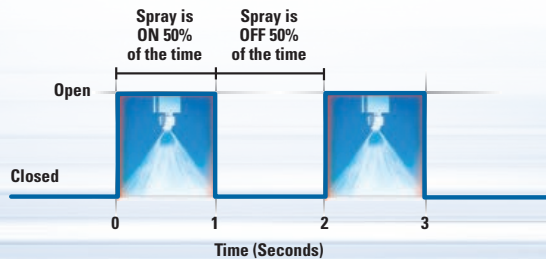 Spray is
ON 50%
of the time
Spray is
OFF 50%
of the time
Open
Closed
0 1 2 3
Time (Seconds)